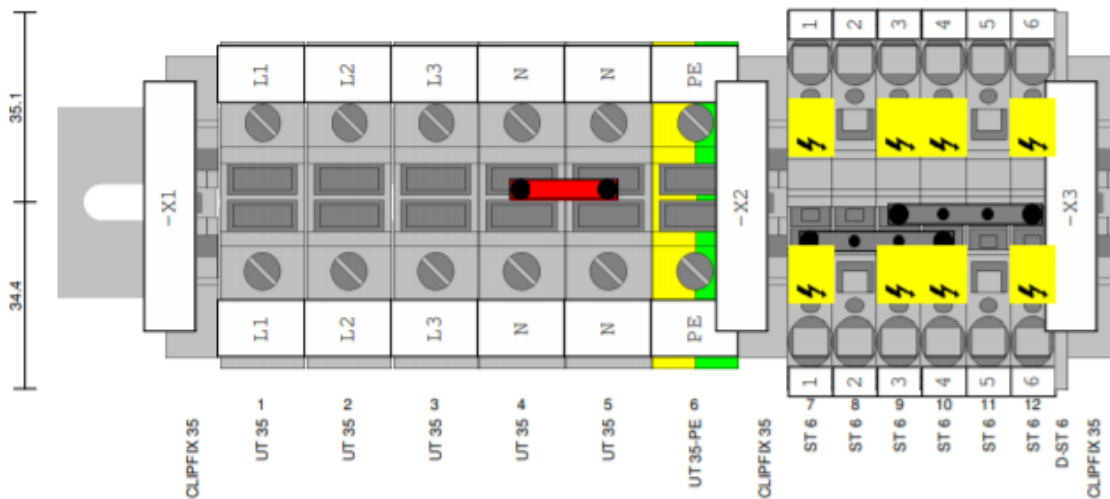 35.1
34.4
-X1
L1
L2
L3
N
N
PE
L1
L2
L3
N
N
PE
-X2
1
2
3
4
5
6
1
2
3
4
5
6
-X3
1
2
3
4
5
6
7
8
9
10
11
12
CLIPFIX 35
UT 35
UT 35
UT 35
UT 35
UT 35
UT 35-PE
CLIPFIX 35
ST 6
ST 6
ST 6
ST 6
ST 6
ST 6
D-ST 6
CLIPFIX 35